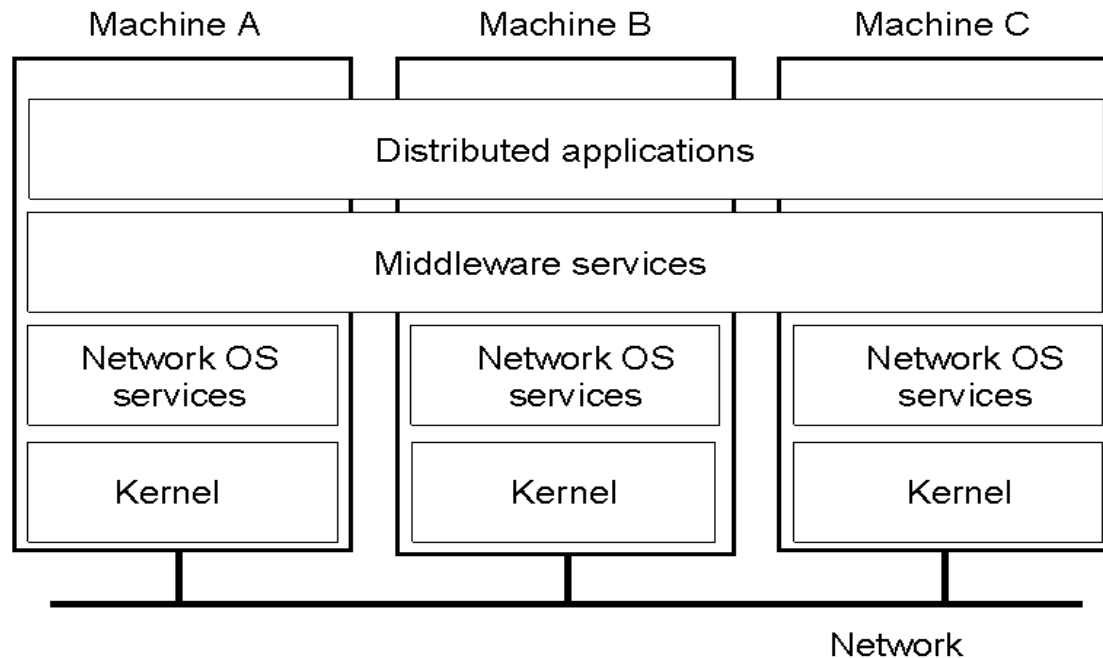 Machine A
Machine B
Machine C
Distributed applications
Middleware services
Network OS
services
Network OS
services
Network OS
services
Kernel
Kernel
Kernel
Network